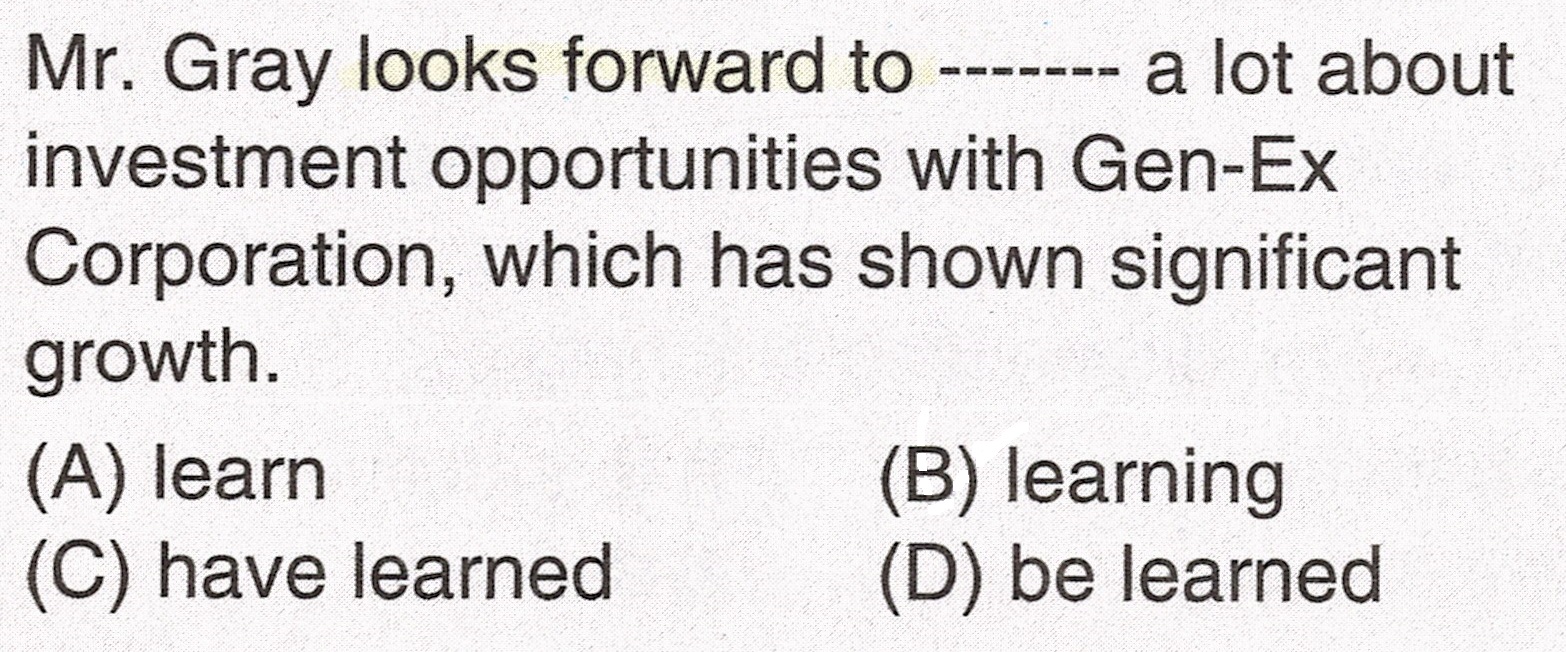 Mr. Gray looks forward to ------- a lot about
investment opportunities with Gen-Ex
Corporation, which has shown significant
growth.
(A) learn (B) learning
(C) have learned (D) be learned